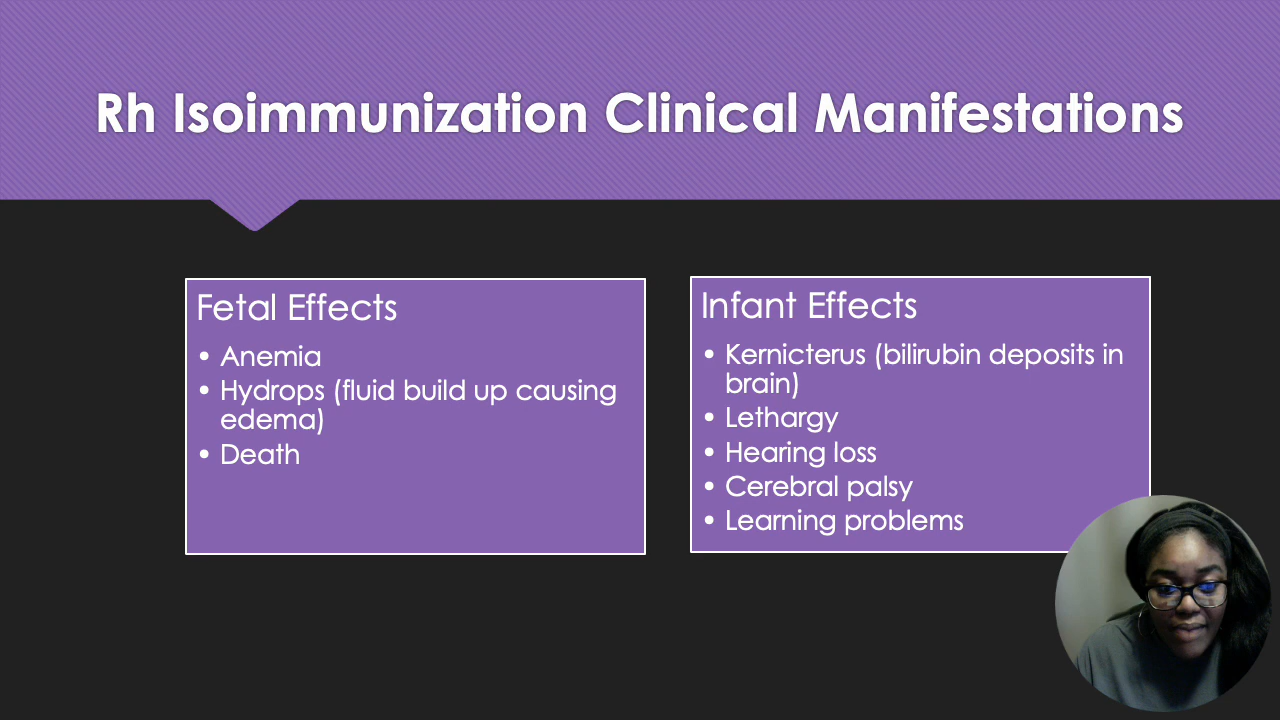 Rh Isoimmunization Clinical Manifestations
Fetal Effects
• Anemia
• Hydrops (fluid build up causing
edema)
• Death
Infant Effects
• Kernicterus (bilirubin deposits in
brain)
• Lethargy
• Hearing loss
• Cerebral palsy
• Learning problems